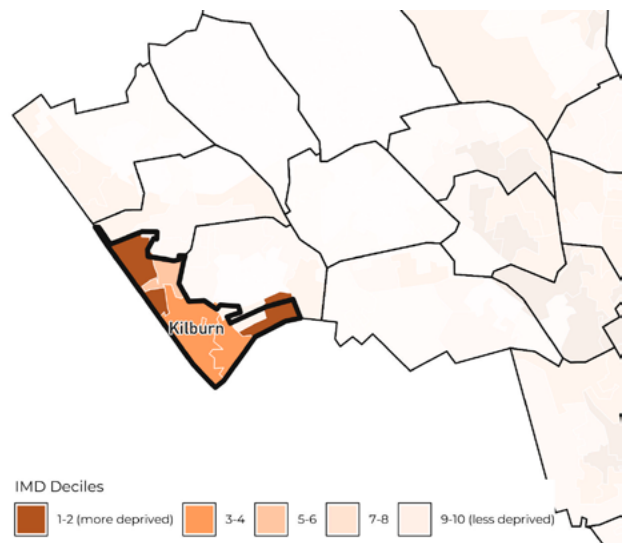 Kilburn
IMD Deciles
1-2 (more deprived) 3-4 5-6 7-8 9-10 (less deprived)